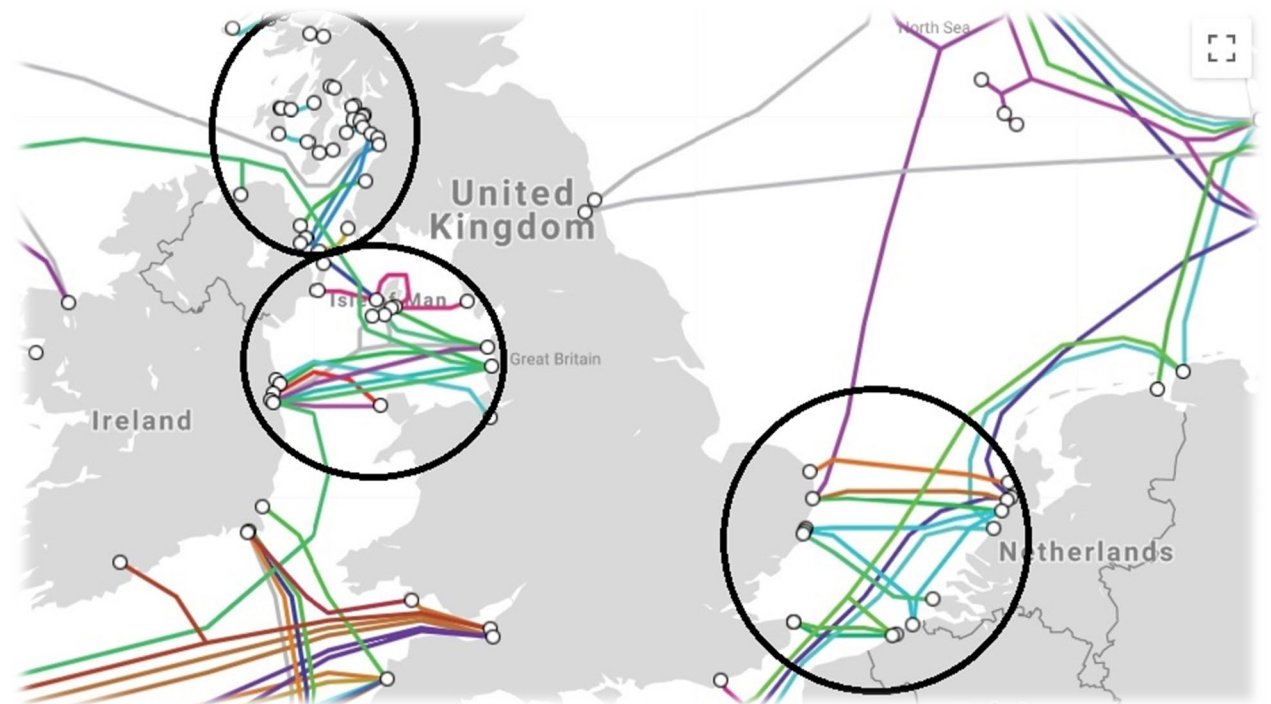 North Sea
United
Kingdom
Isle of Man
Great Britain
Ireland
Netherlands